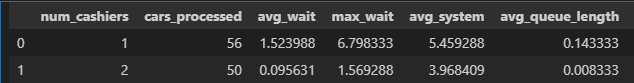 num_cashiers cars_processed avg_wait max_wait avg_system avg_queue_length
0 1 56 1.523988 6.798333 5.459288 0.143333
1 2 50 0.095631 1.569288 3.968409 0.008333